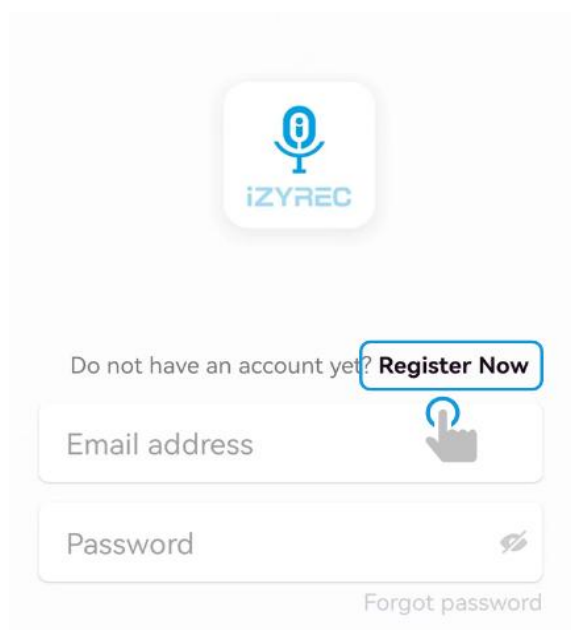 iZYREC
Do not have an account yet? Register Now
Email address
Password
Forgot password